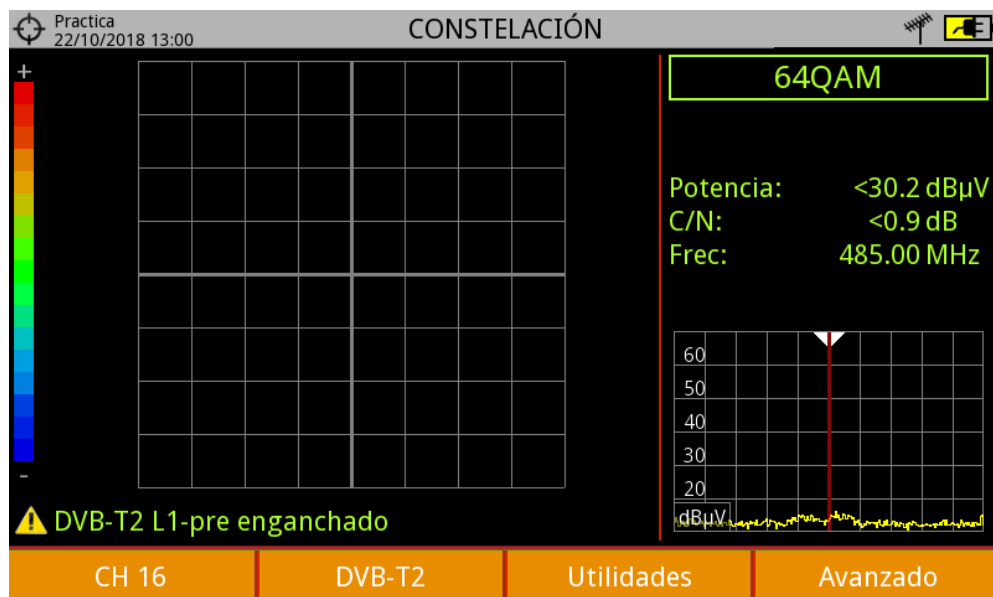 Practica
22/10/2018 13:00
CONSTELACIÓN
+
-
64QAM
Potencia: <30.2 dBµV
C/N: <0.9 dB
Frec: 485.00 MHz
60
50
40
30
20
dBµV
DVB-T2 L1-pre enganchado
CH 16
DVB-T2
Utilidades
Avanzado